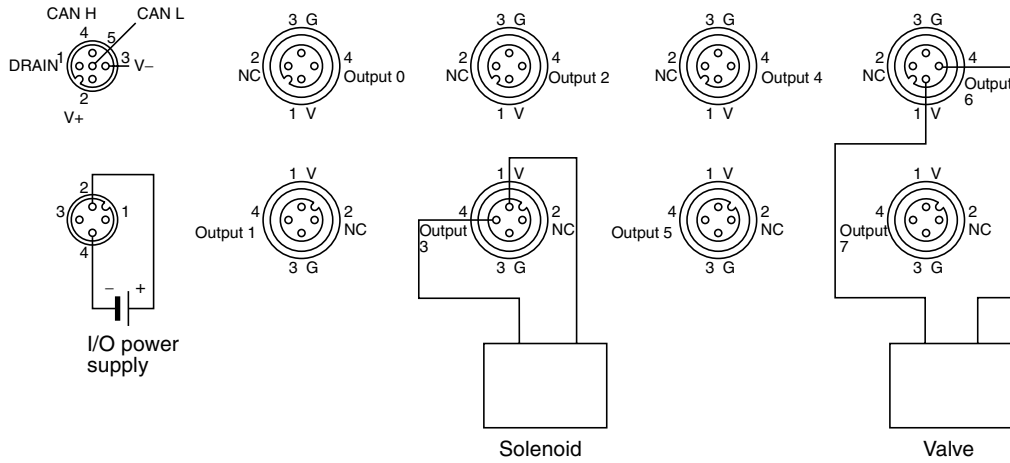 CAN H
CAN L
4
5
1
3
DRAIN
V−
2
V+
3 G
2
4
NC
Output 0
1 V
3 G
2
4
NC
Output 2
1 V
3 G
2
4
NC
Output 4
1 V
3 G
2
4
NC
Output
6
1 V
2
3
1
4
− +
I/O power
supply
1 V
4
2
Output 1
NC
3 G
1 V
4
2
Output
3
NC
3 G
1 V
4
2
Output 5
NC
3 G
1 V
4
2
Output
7
NC
3 G
Solenoid
Valve